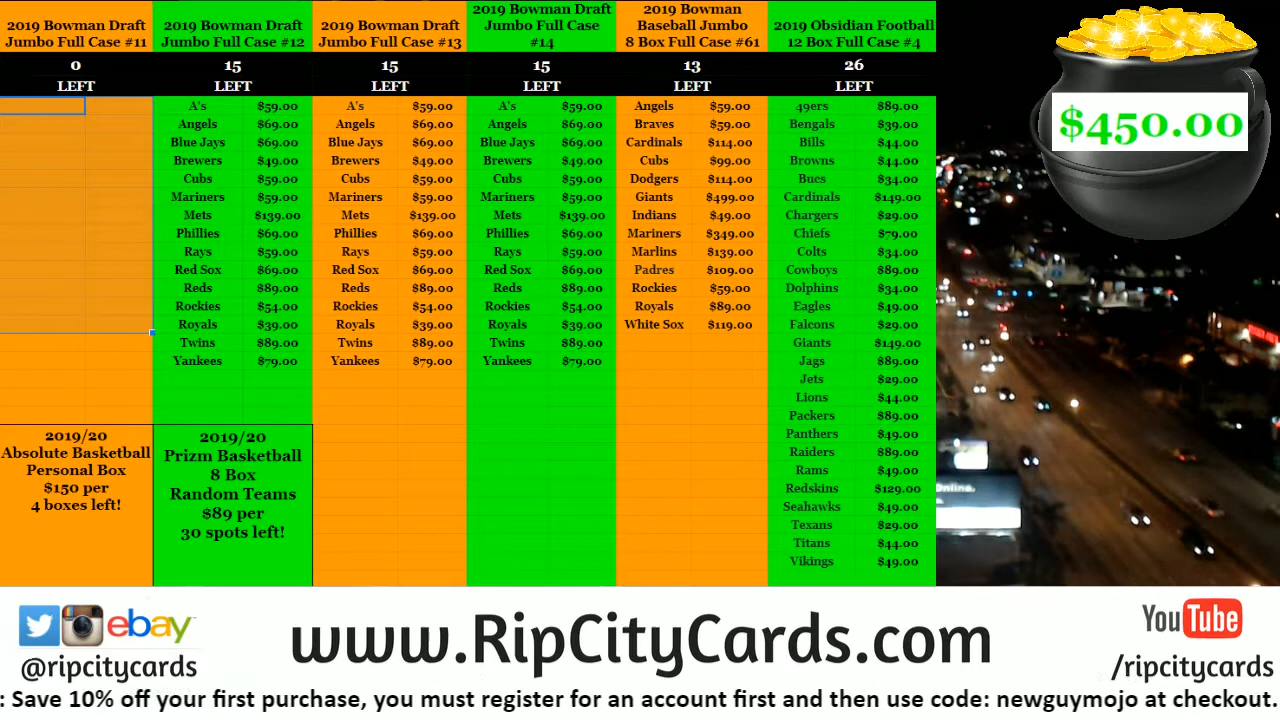 2019 Bowman Draft
Jumbo Full Case #11
0
LEFT
2019 Bowman Draft
Jumbo Full Case #12
15
LEFT
A's $59.00
Angels $69.00
Blue Jays $69.00
Brewers $49.00
Cubs $59.00
Mariners $59.00
Mets $139.00
Phillies $69.00
Rays $59.00
Red Sox $69.00
Reds $89.00
Rockies $54.00
Royals $39.00
Twins $89.00
Yankees $79.00
2019 Bowman Draft
Jumbo Full Case #13
15
LEFT
A's $59.00
Angels $69.00
Blue Jays $69.00
Brewers $49.00
Cubs $59.00
Mariners $59.00
Mets $139.00
Phillies $69.00
Rays $59.00
Red Sox $69.00
Reds $89.00
Rockies $54.00
Royals $39.00
Twins $89.00
Yankees $79.00
2019 Bowman Draft
Jumbo Full Case
#14
15
LEFT
A's $59.00
Angels $69.00
Blue Jays $69.00
Brewers $49.00
Cubs $59.00
Mariners $59.00
Mets $139.00
Phillies $69.00
Rays $59.00
Red Sox $69.00
Reds $89.00
Rockies $54.00
Royals $39.00
Twins $89.00
Yankees $79.00
2019 Bowman
Baseball Jumbo
8 Box Full Case #61
13
LEFT
Angels $59.00
Braves $59.00
Cardinals $114.00
Cubs $99.00
Dodgers $114.00
Giants $499.00
Indians $49.00
Mariners $349.00
Marlins $139.00
Padres $109.00
Rockies $59.00
Royals $89.00
White Sox $119.00
2019 Obsidian Football
12 Box Full Case #4
26
LEFT
49ers $89.00
Bengals $39.00
Bills $44.00
Browns $44.00
Bucs $34.00
Cardinals $149.00
Chargers $29.00
Chiefs $79.00
Colts $34.00
Cowboys $89.00
Dolphins $34.00
Eagles $49.00
Falcons $29.00
Giants $149.00
Jags $89.00
Jets $29.00
Lions $44.00
Packers $89.00
Panthers $49.00
Raiders $89.00
Rams $49.00
Redskins $129.00
Seahawks $49.00
Texans $29.00
Titans $44.00
Vikings $49.00
$450.00
Online.
2019/20
Absolute Basketball
Personal Box
$150 per
4 boxes left!
2019/20
Prizm Basketball
8 Box
Random Teams
$89 per
30 spots left!
ebay
@ripcitycards
www.RipCityCards.com
YouTube
/ripcitycards
: Save 10% off your first purchase, you must register for an account first and then use code: newguymojo at checkout.